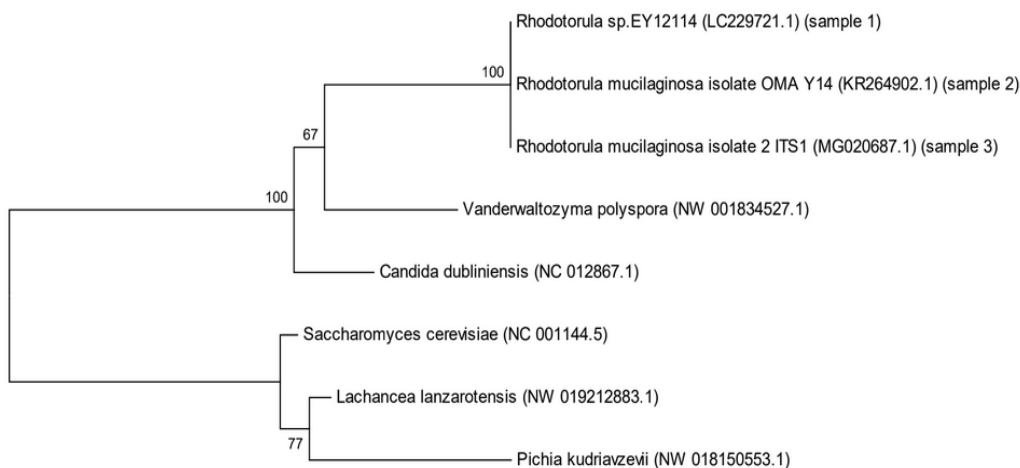 Rhodotorula sp.EY12114 (LC229721.1) (sample 1)
100
Rhodotorula mucilaginosa isolate OMA Y14 (KR264902.1) (sample 2)
67
Rhodotorula mucilaginosa isolate 2 ITS1 (MG020687.1) (sample 3)
100
Vanderwaltozyma polyspora (NW 001834527.1)
Candida dubliniensis (NC 012867.1)
Saccharomyces cerevisiae (NC 001144.5)
Lachancea lanzarotensis (NW 019212883.1)
77
Pichia kudriavzevii (NW 018150553.1)